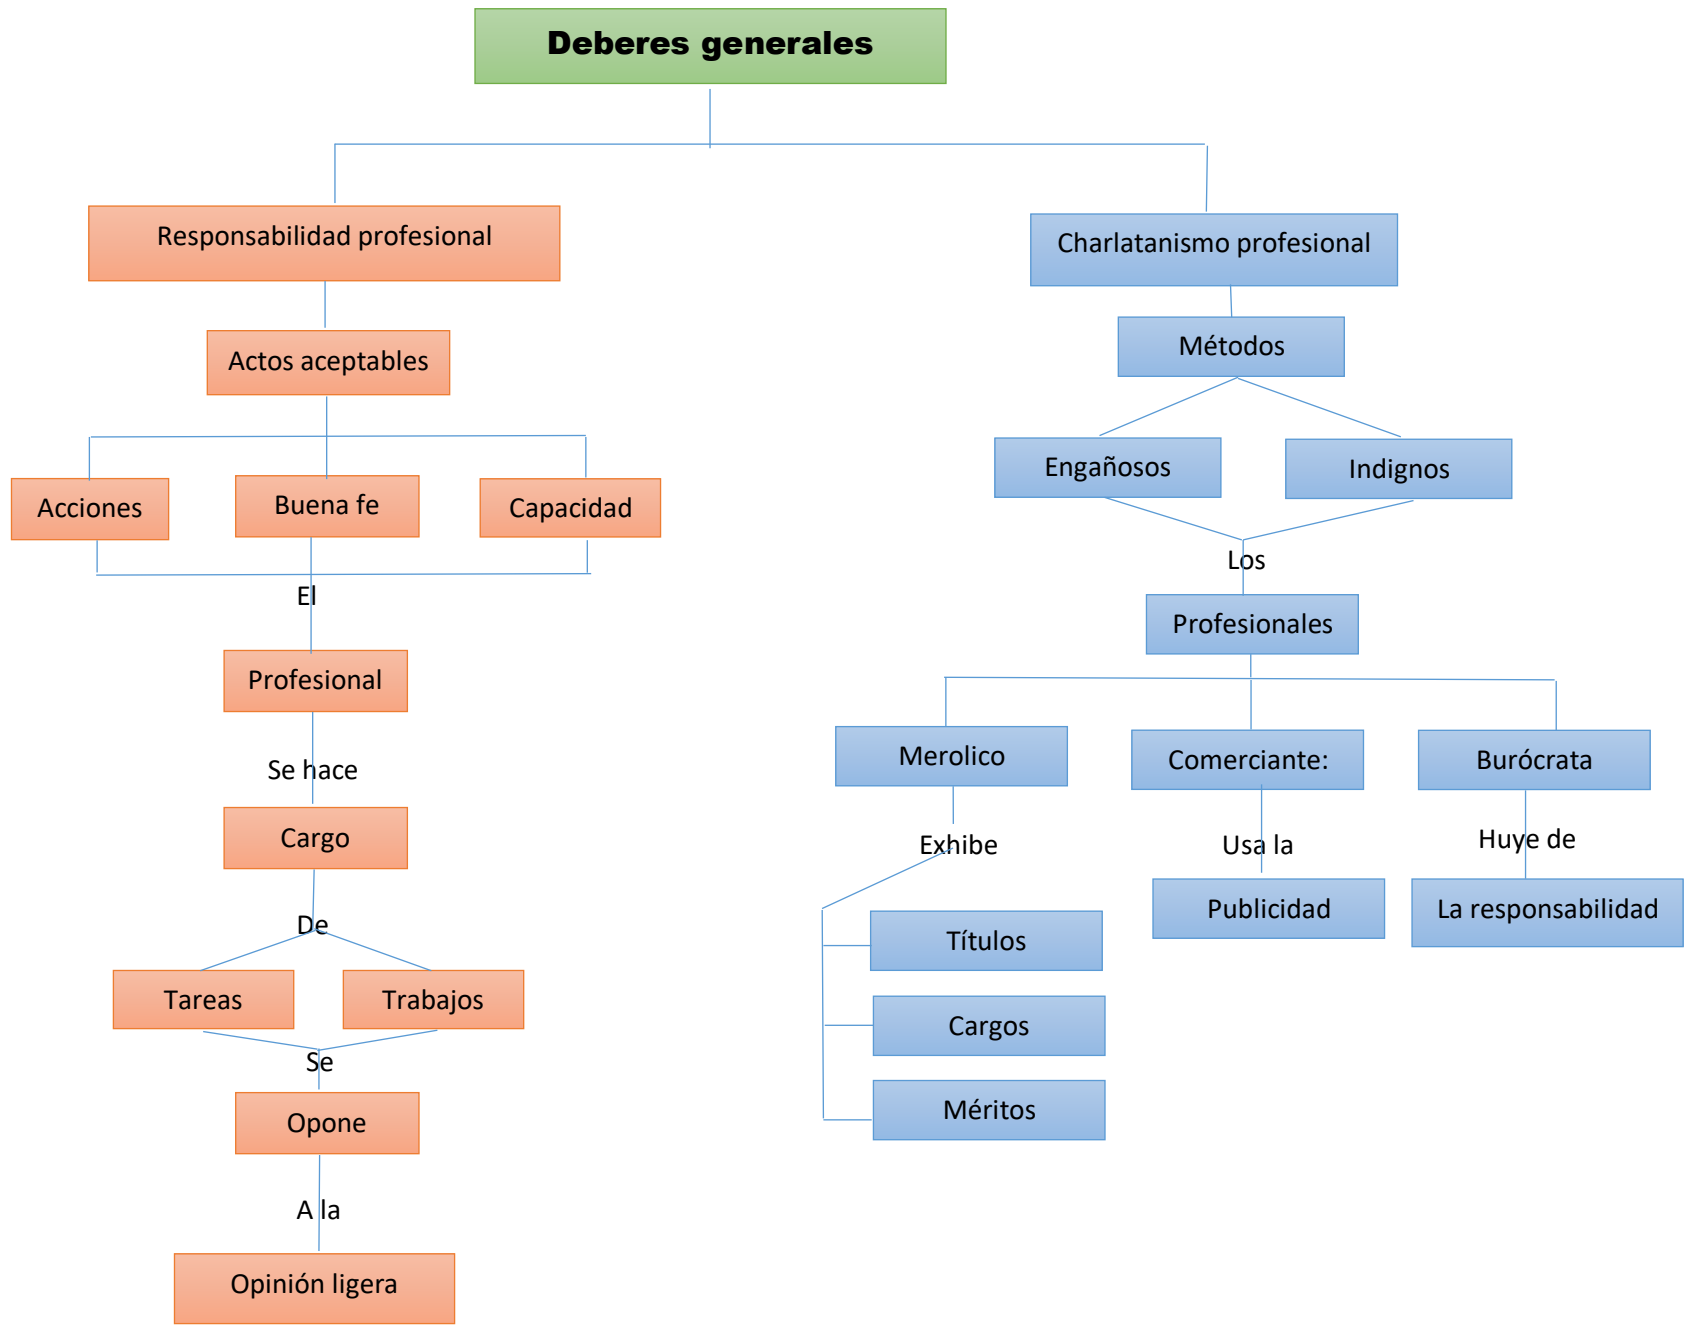 Deberes generales
Responsabilidad profesional
Actos aceptables
Acciones
Buena fe
Capacidad
El
Profesional
Se hace
Cargo
De
Tareas
Trabajos
Se
Opone
A la
Opinión ligera
Charlatanismo profesional
Métodos
Engañosos
Indignos
Los
Profesionales
Merolico
Comerciante:
Burócrata
Exhibe
Usa la
Huye de
Títulos
Cargos
Méritos
Publicidad
La responsabilidad